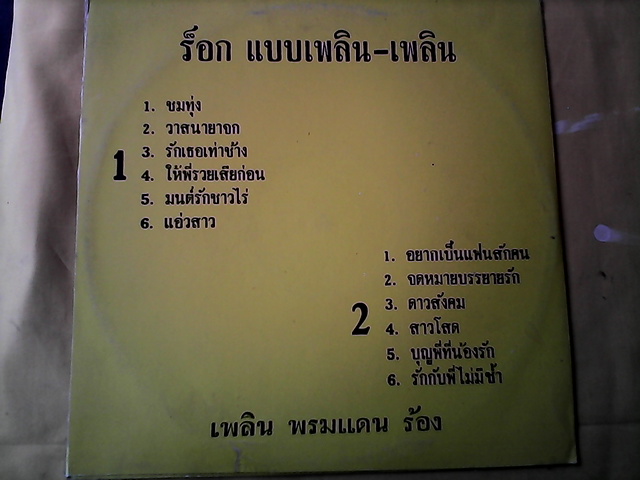 ร็อก แบบเพลิน-เพลิน
1
1. ชมทุ่ง
2. วาสนายาจก
3. รักเธอเท่าช้าง
4. ให้พี่รวยเสียก่อน
5. มนต์รักชาวไร่
6. แอ่วสาว
2
1. อยากเป็นแฟนสักคน
2. จดหมายบรรยายรัก
3. ดาวสังคม
4. สาวโสด
5. บุญพี่ที่น้องรัก
6. รักกับพี่ไม่มีช้ำ
เพลิน พรมแดน ร้อง